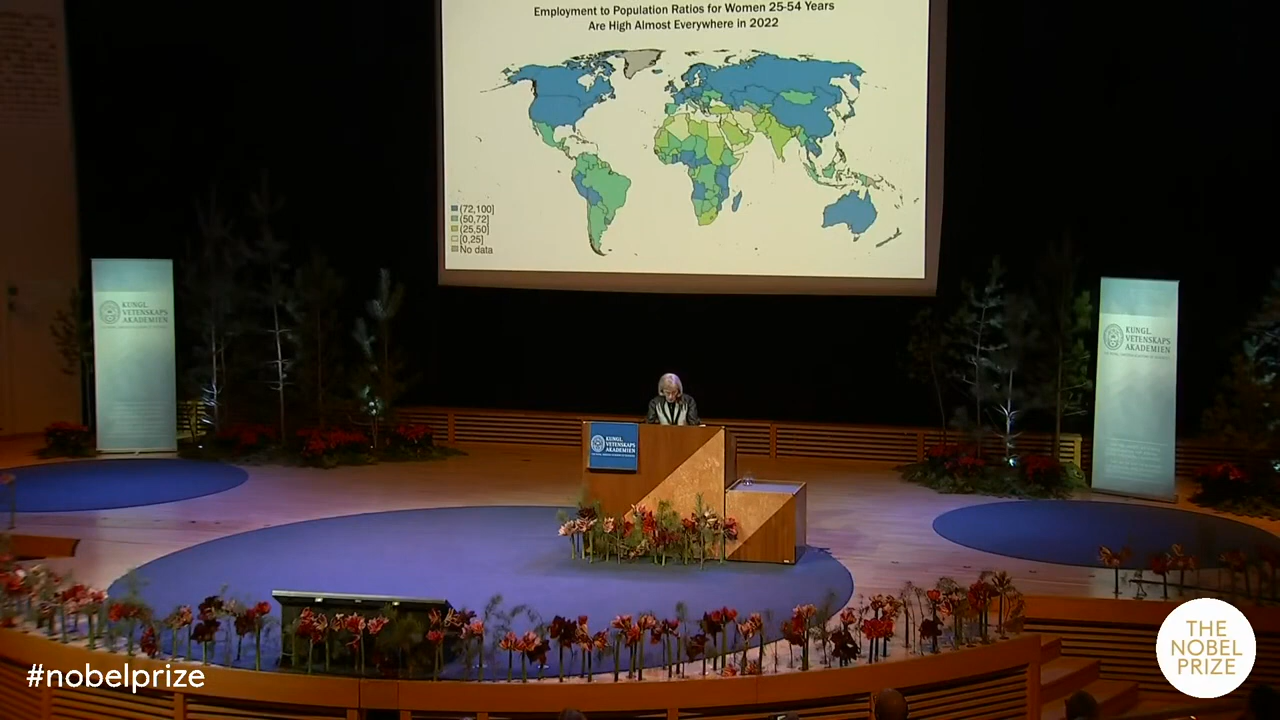 Employment to Population Ratios for Women 25-54 Years
Are High Almost Everywhere in 2022
(72,100]
(50,72]
(25,50]
[0,25]
No data
KUNGL.
VETENSKAPS
AKADEMIEN
KUNGL.
VETENSKAPS
AKADEMIEN
KUNGL.
VETENSKAPS
AKADEMIEN
#nobelprize
THE
NOBEL
PRIZE